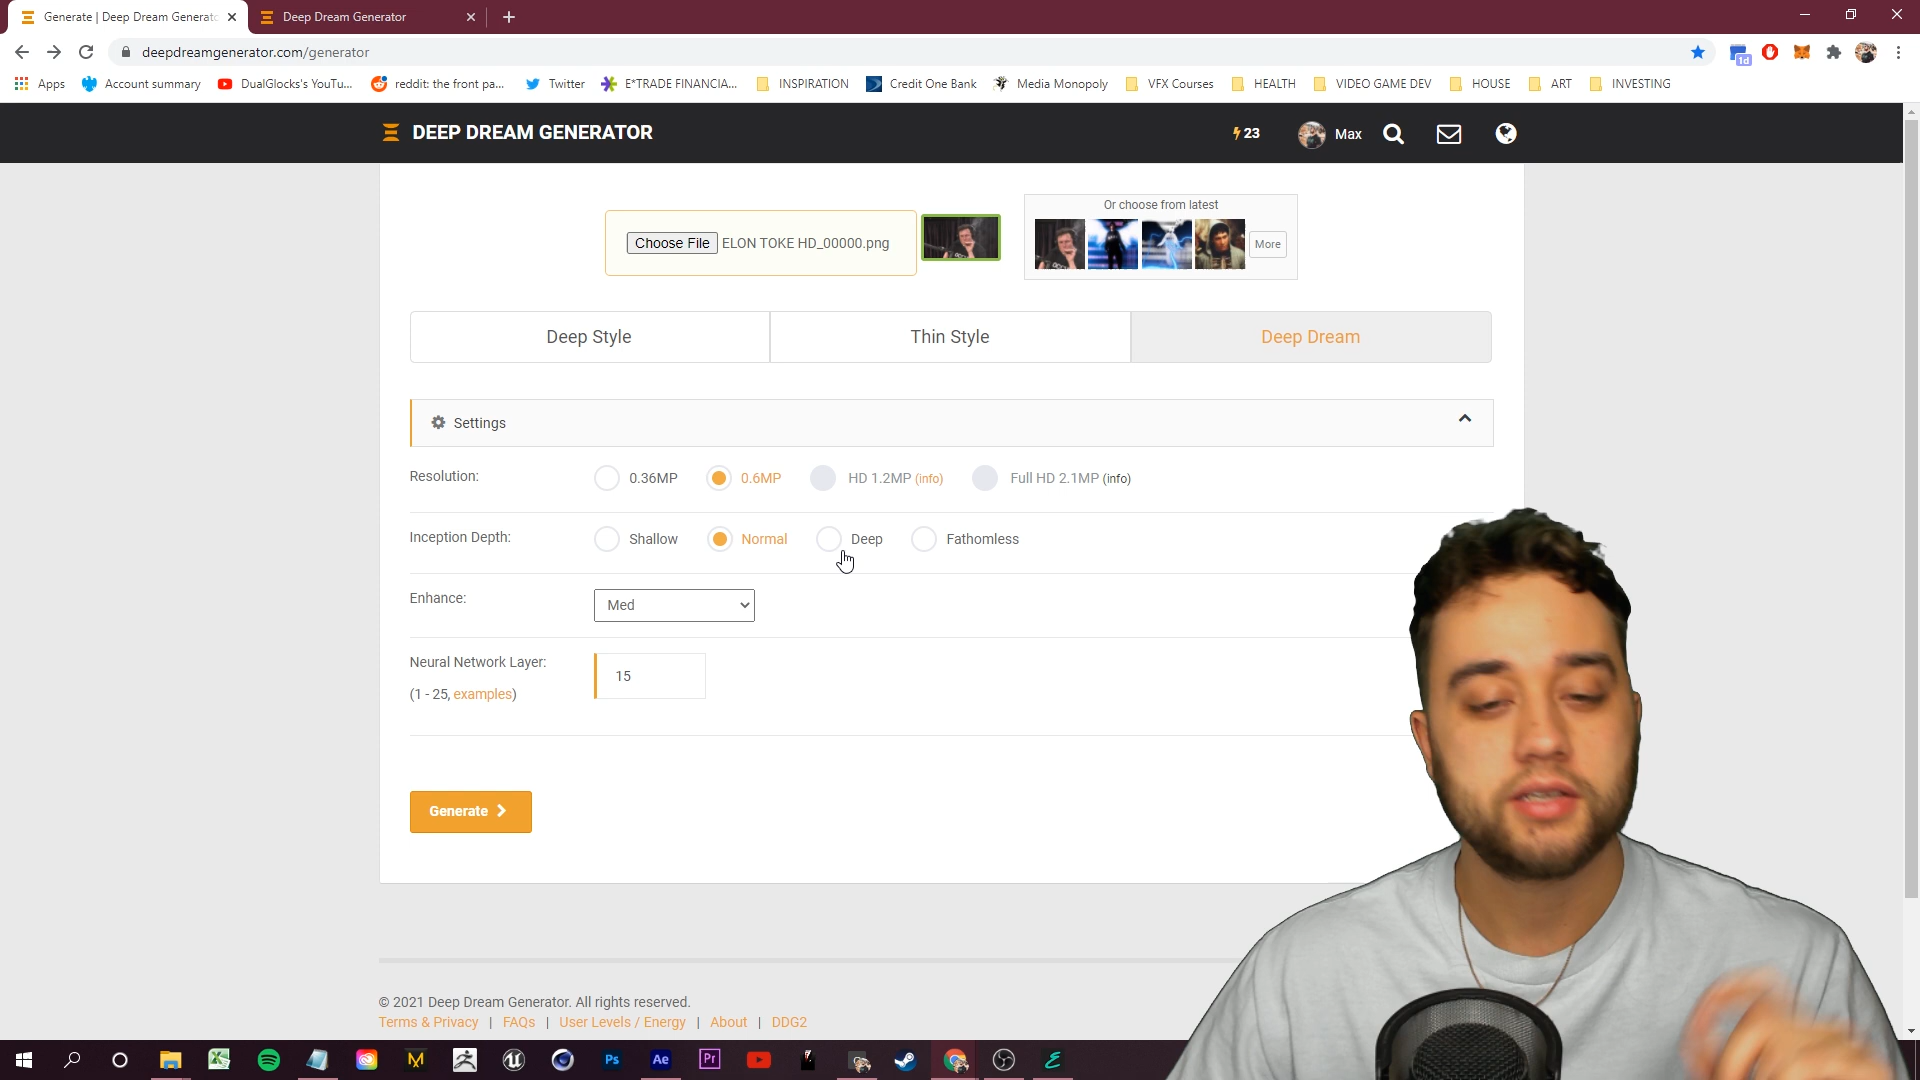 Generate | Deep Dream Generato
Deep Dream Generator
deepdreamgenerator.com/generator
1d
Apps
Account summary
DualGlocks's YouTu...
reddit: the front pa...
Twitter
E*TRADE FINANCIA...
INSPIRATION
Credit One Bank
Media Monopoly
VFX Courses
HEALTH
VIDEO GAME DEV
HOUSE
ART
INVESTING
DEEP DREAM GENERATOR
23
Max
Choose File ELON TOKE HD_00000.png
Or choose from latest
More
Deep Style
Thin Style
Deep Dream
Settings
Resolution:
0.36MP
0.6MP
HD 1.2MP (info)
Full HD 2.1MP (info)
Inception Depth:
Shallow
Normal
Deep
Fathomless
Enhance:
Med
Neural Network Layer:
(1 - 25, examples)
15
Generate
© 2021 Deep Dream Generator. All rights reserved.
Terms & Privacy | FAQs | User Levels / Energy | About | DDG2
Ps
Ae
Pr